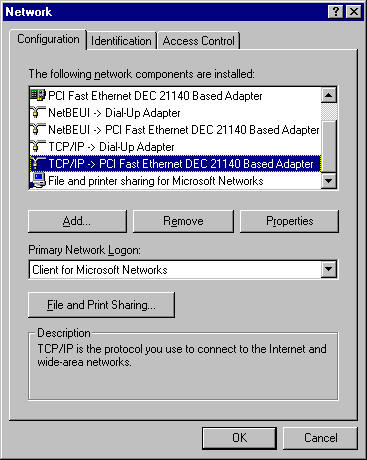 Network
Configuration Identification Access Control
The following network components are installed:
PCI Fast Ethernet DEC 21140 Based Adapter
NetBEUI -> Dial-Up Adapter
NetBEUI -> PCI Fast Ethernet DEC 21140 Based Adapter
TCP/IP -> Dial-Up Adapter
TCP/IP -> PCI Fast Ethernet DEC 21140 Based Adapter
File and printer sharing for Microsoft Networks
Add... Remove Properties
Primary Network Logon:
Client for Microsoft Networks
File and Print Sharing...
Description
TCP/IP is the protocol you use to connect to the Internet and
wide-area networks.
OK Cancel